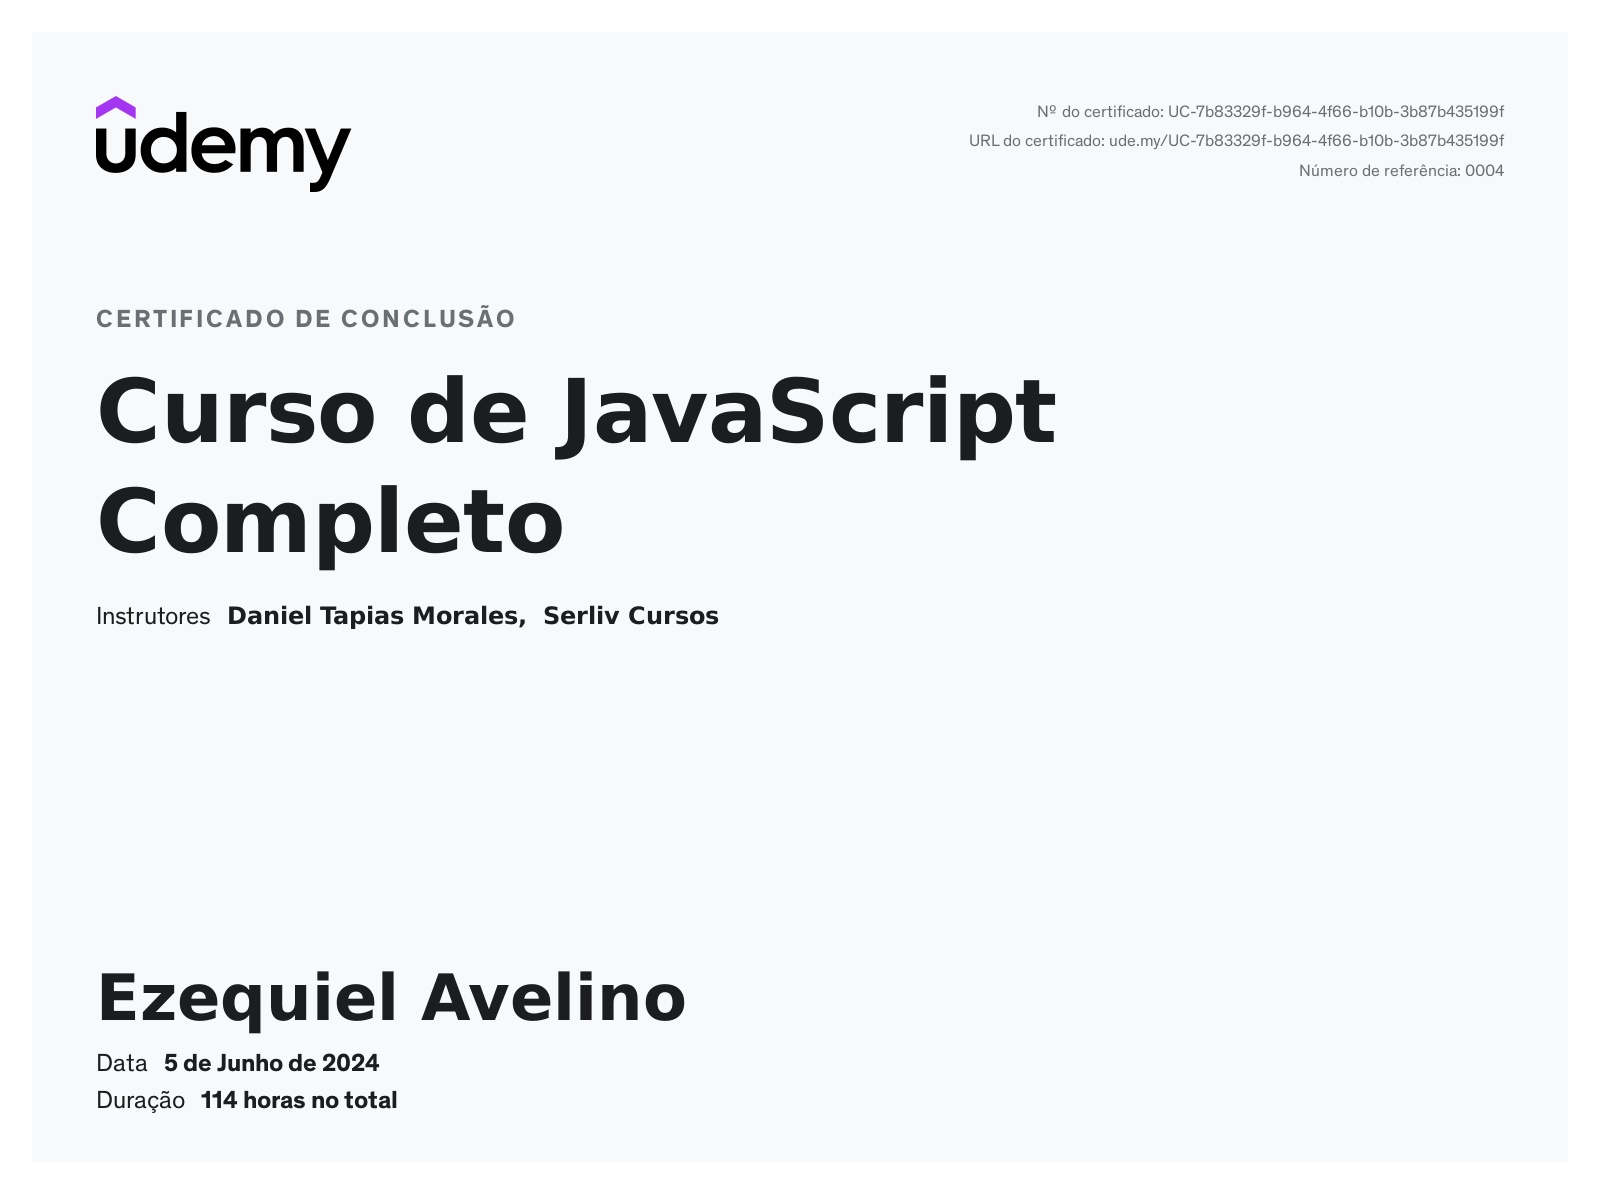 udemy
Nº do certificado: UC-7b83329f-b964-4f66-b10b-3b87b435199f
URL do certificado: ude.my/UC-7b83329f-b964-4f66-b10b-3b87b435199f
Número de referência: 0004
CERTIFICADO DE CONCLUSÃO
Curso de JavaScript
Completo
Instrutores Daniel Tapias Morales, Serliv Cursos
Ezequiel Avelino
Data 5 de Junho de 2024
Duração 114 horas no total